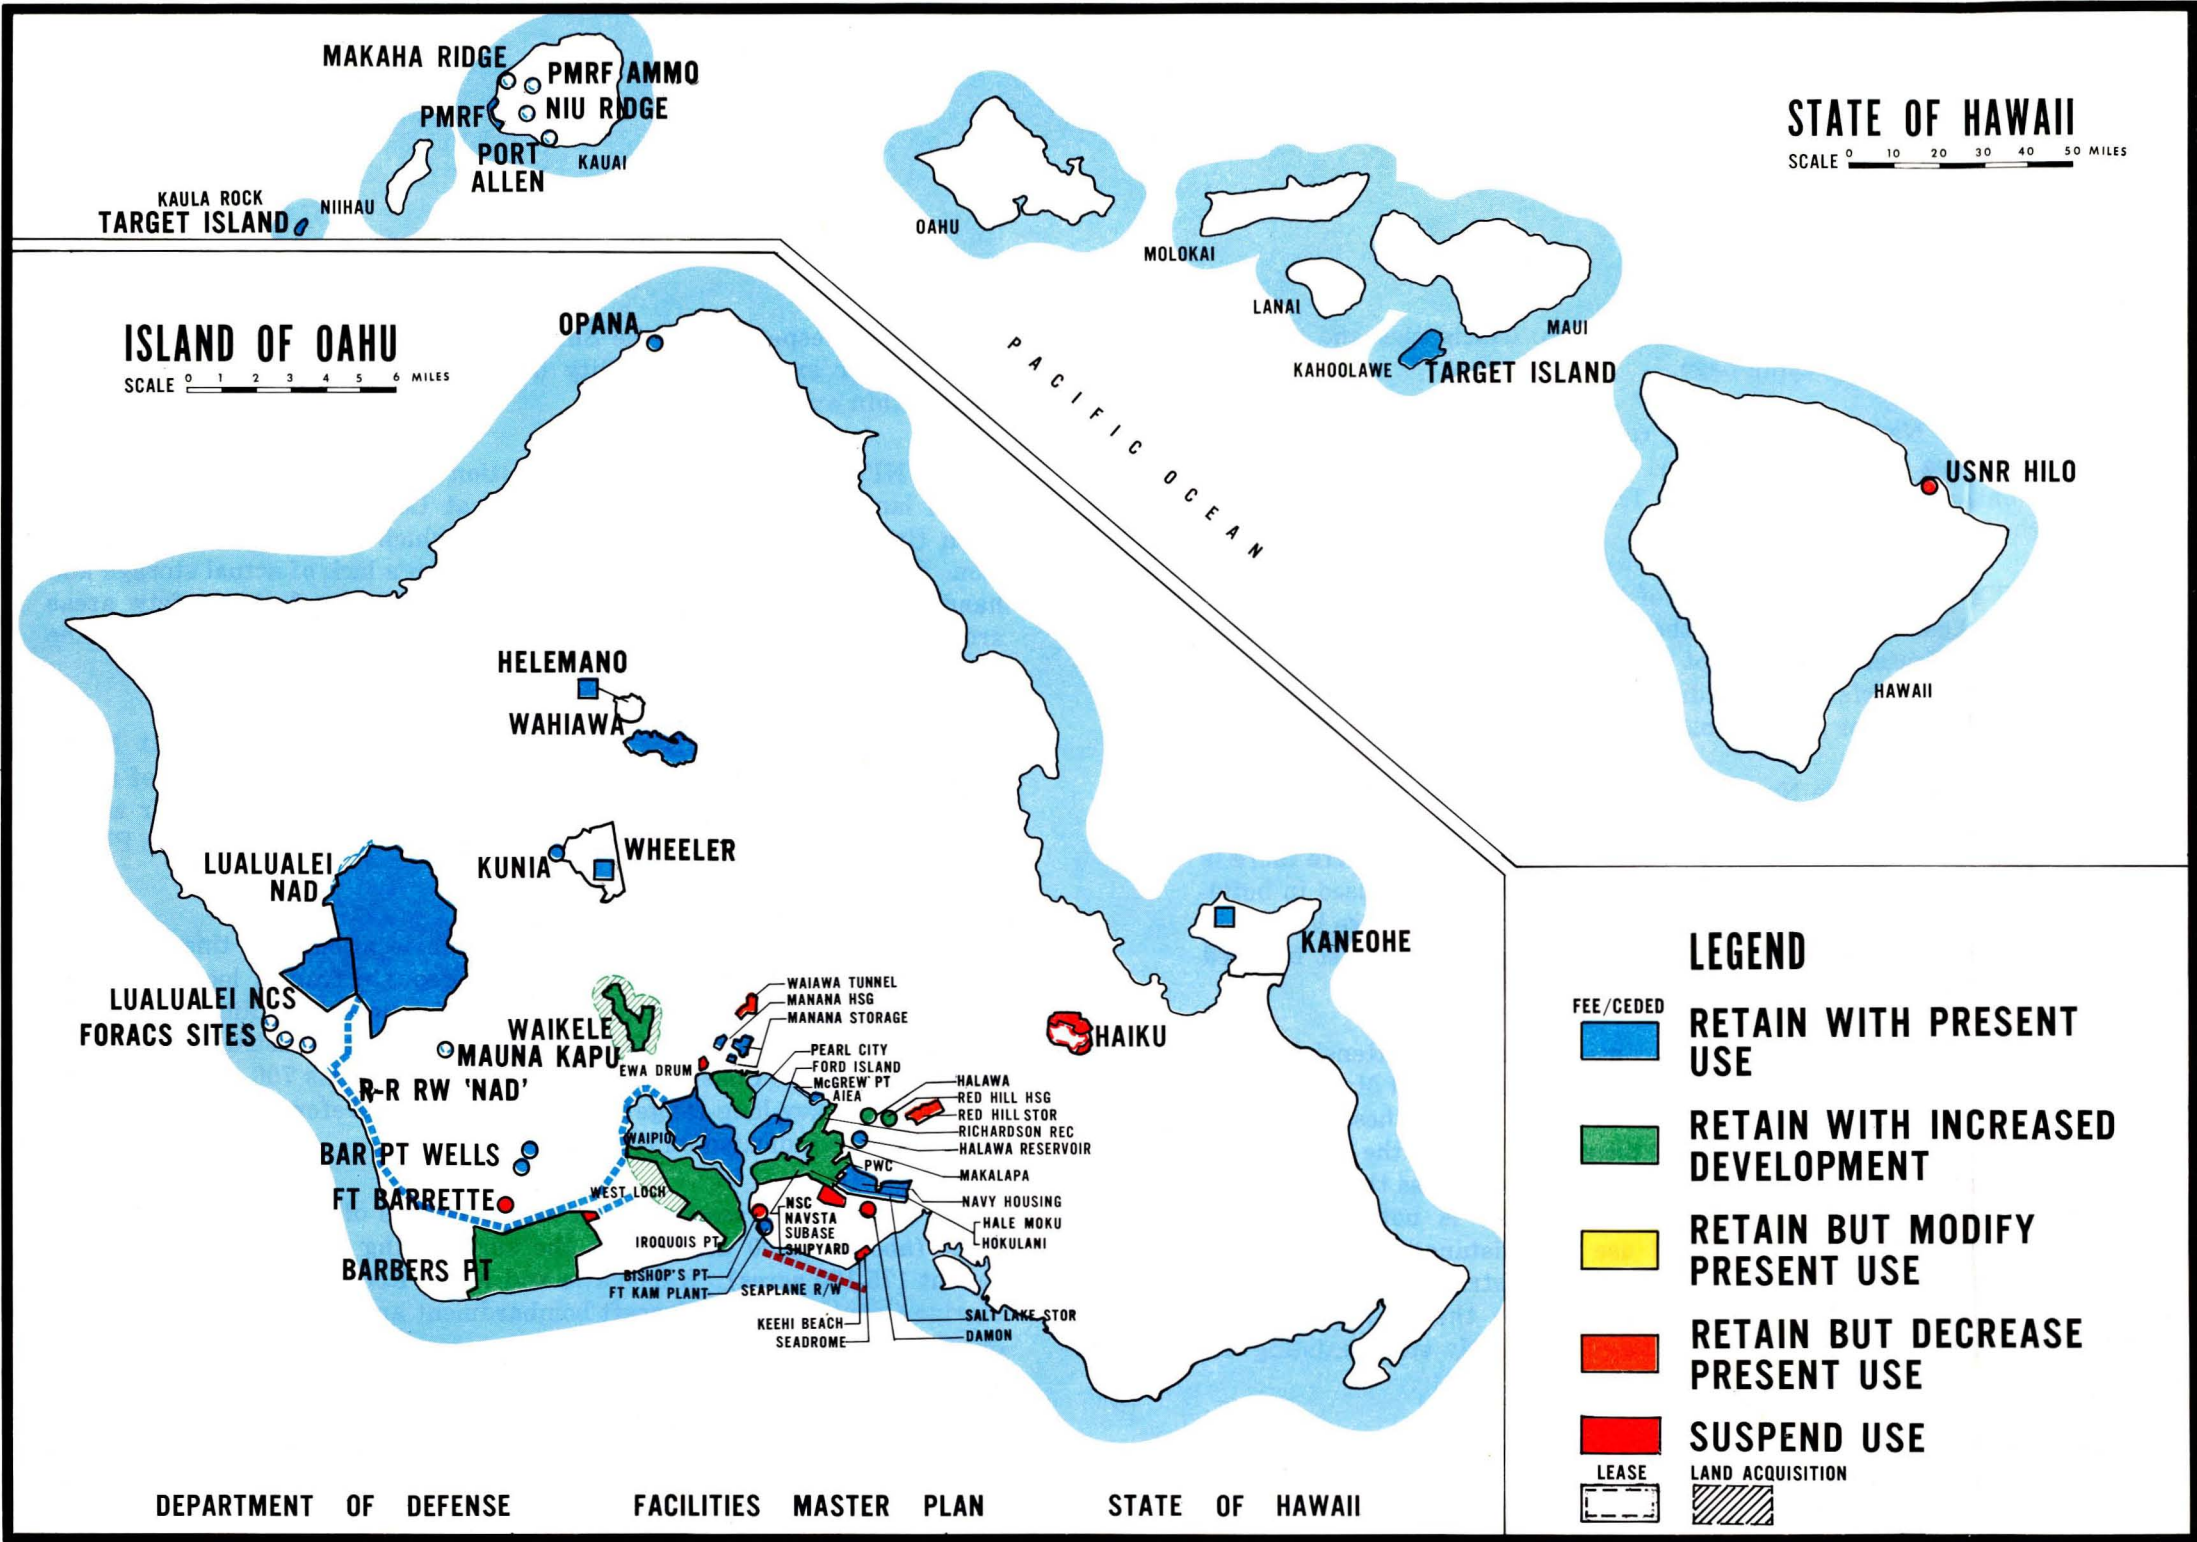 MAKAHA RIDGE
PMRF AMMO
PMRF
NIU RIDGE
PORT
ALLEN
KAUAI
KAULA ROCK
TARGET ISLAND
NIIHAU
STATE OF HAWAII
SCALE 0 10 20 30 40 50 MILES
OAHU
MOLOKAI
LANAI
MAUI
KAHOOLAWE
TARGET ISLAND
PACIFIC OCEAN
USNR HILO
HAWAII
ISLAND OF OAHU
SCALE 0 1 2 3 4 5 6 MILES
OPANA
HELEMANO
WAHIAWA
KUNIA
WHEELER
LUALUALEI
NAD
LUALUALEI NCS
FORACS SITES
WAIKELE
MAUNA KAPU
R-R RW 'NAD'
BAR PT WELLS
FT BARRETTE
BARBERS PT
KANEOHE
HAIKU
WAIAWA TUNNEL
MANANA HSG
MANANA STORAGE
EWA DRUM
PEARL CITY
FORD ISLAND
McGREW PT
AIEA
HALAWA
RED HILL HSG
RED HILL STOR
RICHARDSON REC
HALAWA RESERVOIR
WAIPIO
PWC
MAKALAPA
WEST LOCH
NAVY HOUSING
NSC
NAVSTA
SUBASE
SHIPYARD
HALE MOKU
HOKULANI
IROQUOIS PT
BISHOP'S PT
FT KAM PLANT
SEAPLANE R/W
KEEHI BEACH
SEADROME
SALT LAKE STOR
DAMON
LEGEND
FEE/CEDED
RETAIN WITH PRESENT
USE
RETAIN WITH INCREASED
DEVELOPMENT
RETAIN BUT MODIFY
PRESENT USE
RETAIN BUT DECREASE
PRESENT USE
SUSPEND USE
LEASE
LAND ACQUISITION
DEPARTMENT OF DEFENSE FACILITIES MASTER PLAN STATE OF HAWAII